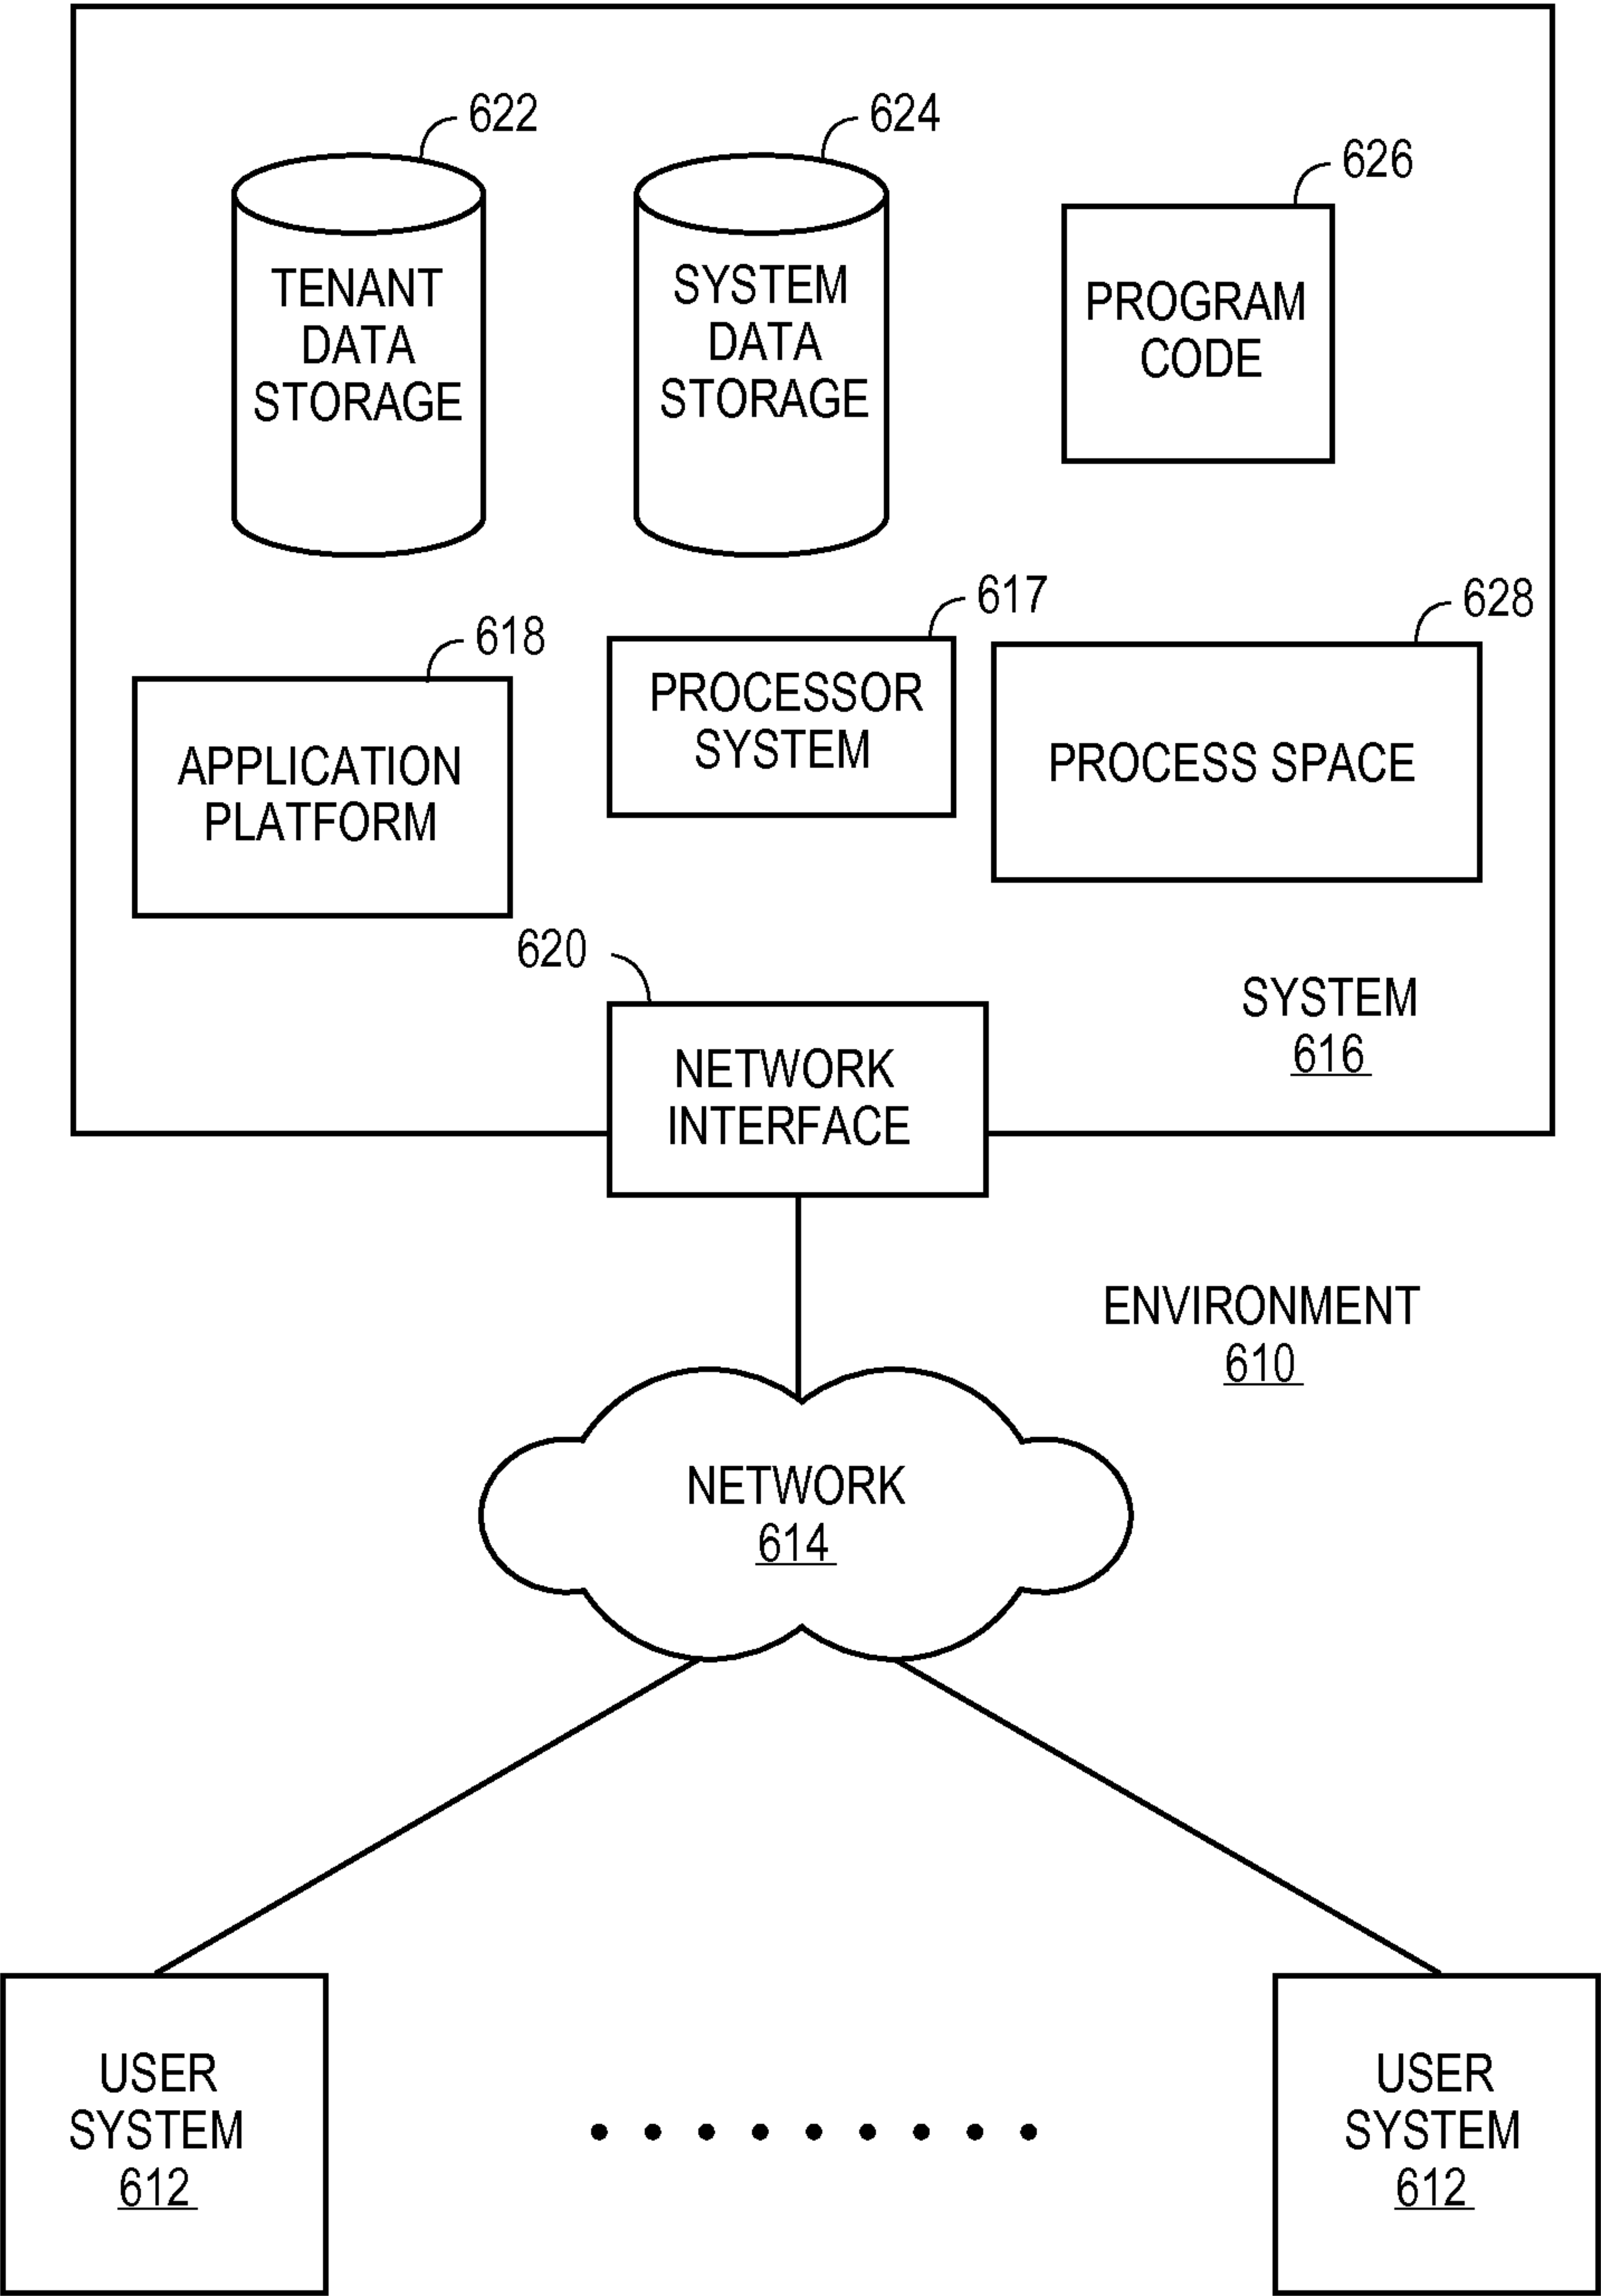 622
624
626
TENANT
DATA
STORAGE
SYSTEM
DATA
STORAGE
PROGRAM
CODE
618
617
628
APPLICATION
PLATFORM
PROCESSOR
SYSTEM
PROCESS SPACE
620
NETWORK
INTERFACE
SYSTEM
616
ENVIRONMENT
610
NETWORK
614
USER
SYSTEM
612
USER
SYSTEM
612